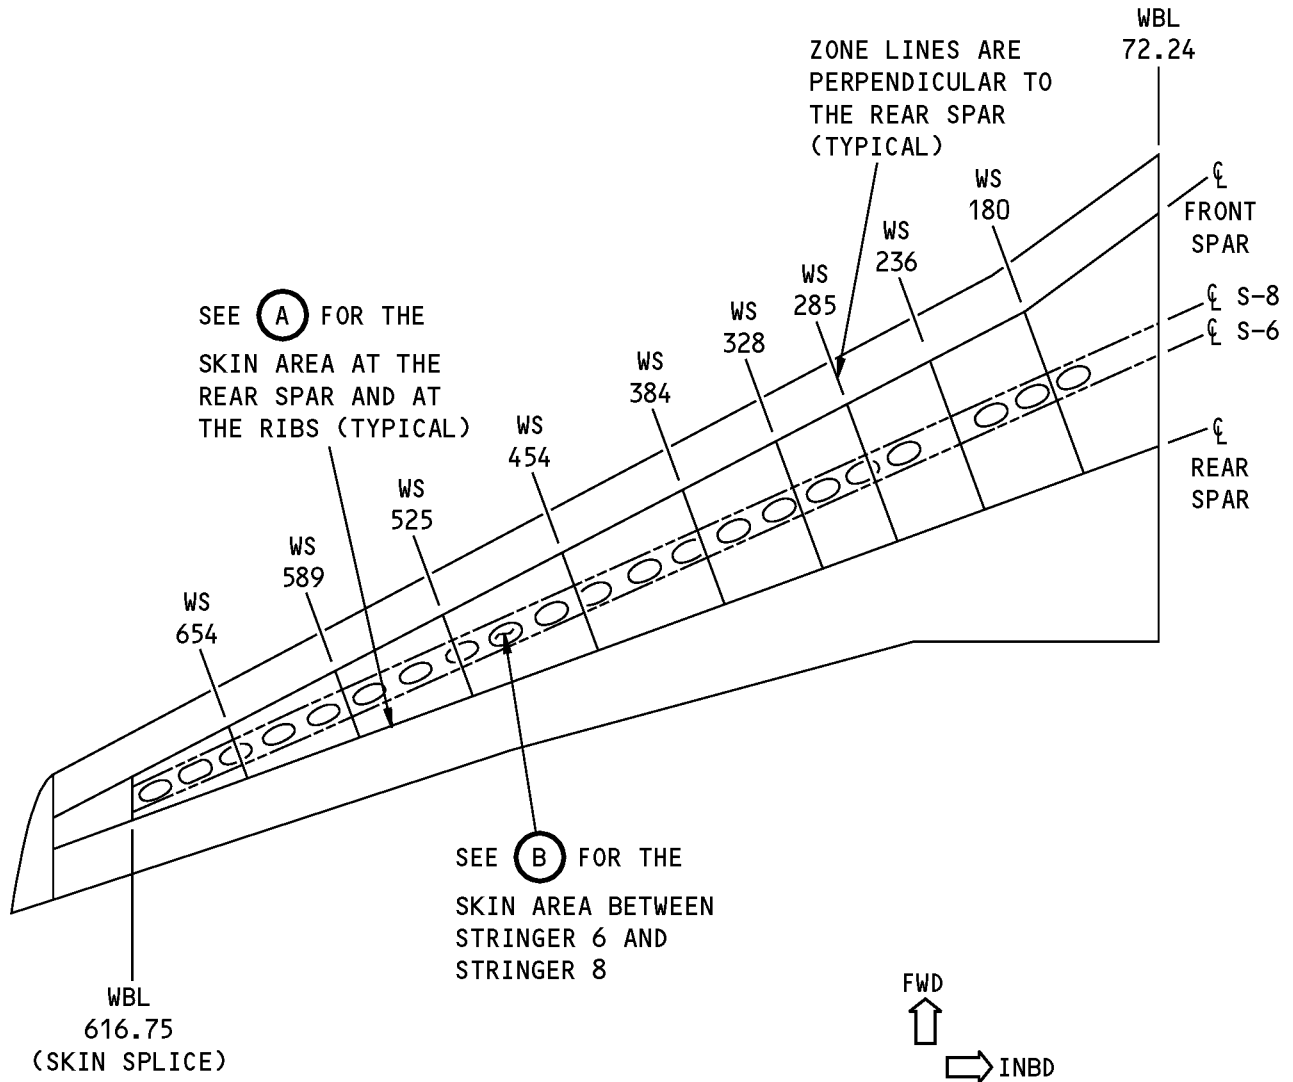 WBL
72.24
ZONE LINES ARE
PERPENDICULAR TO
THE REAR SPAR
(TYPICAL)
℄
FRONT
SPAR
WS
180
WS
236
WS
285
WS
328
WS
384
WS
454
WS
525
WS
589
WS
654
℄ S-8
℄ S-6
℄
REAR
SPAR
SEE A FOR THE
SKIN AREA AT THE
REAR SPAR AND AT
THE RIBS (TYPICAL)
SEE B FOR THE
SKIN AREA BETWEEN
STRINGER 6 AND
STRINGER 8
WBL
616.75
(SKIN SPLICE)
FWD
INBD